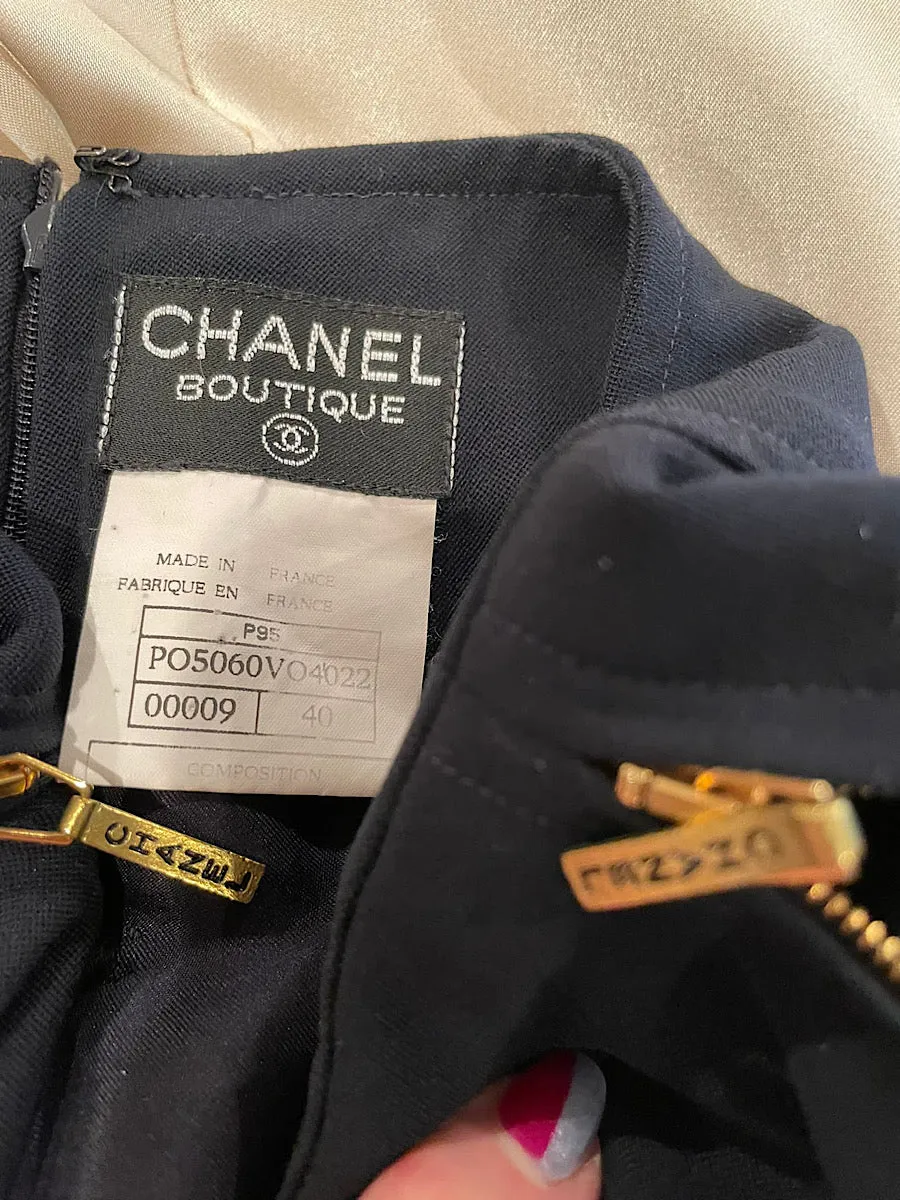 CHANEL
BOUTIQUE
MADE IN FRANCE
FABRIQUE EN FRANCE
P95
PO5060VO4022
00009 40
COMPOSITION
CHANEL
CHANEL